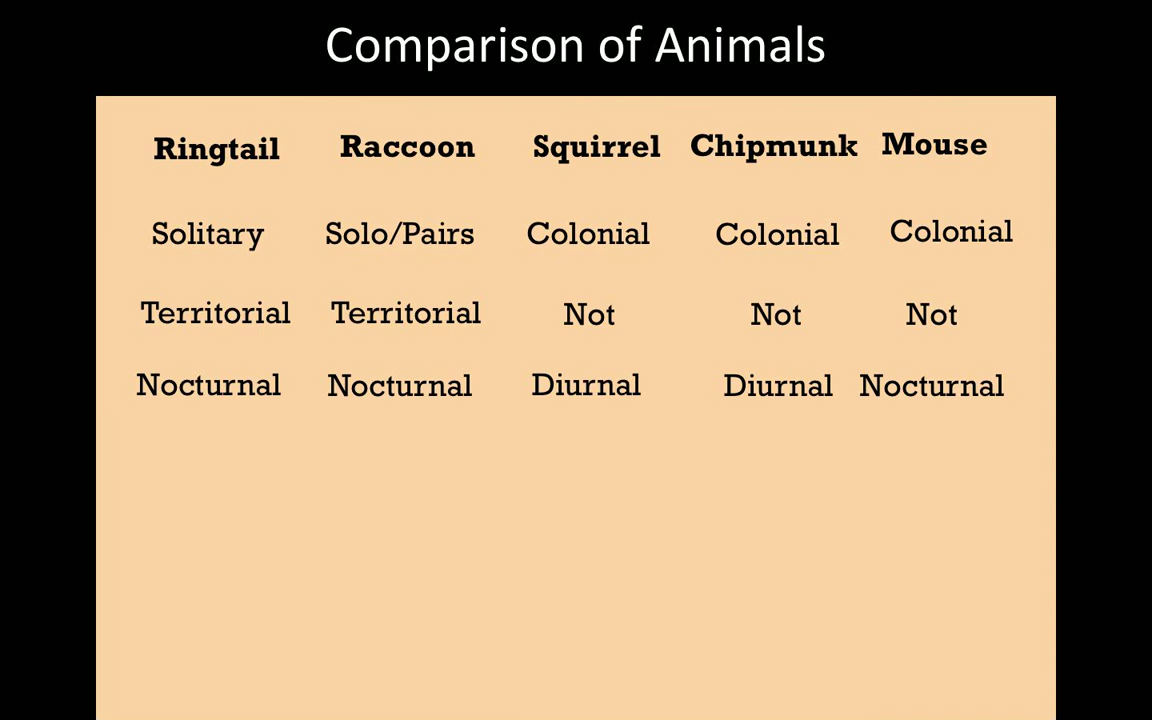 Comparison of Animals
Ringtail Raccoon Squirrel Chipmunk Mouse
Solitary Solo/Pairs Colonial Colonial Colonial
Territorial Territorial Not Not Not
Nocturnal Nocturnal Diurnal Diurnal Nocturnal